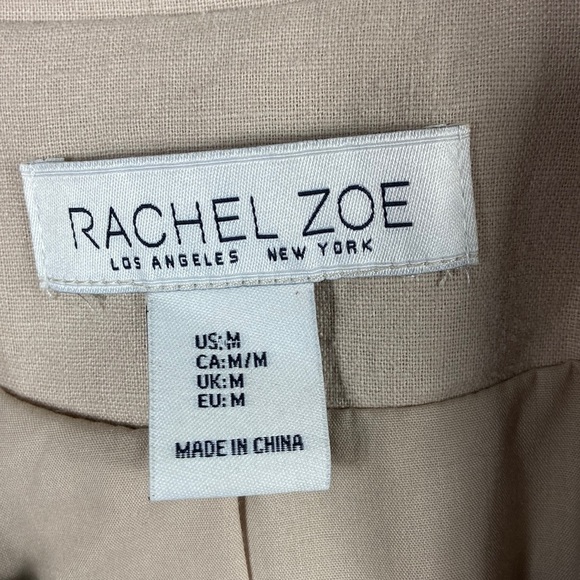 RACHEL ZOE
LOS ANGELES NEW YORK
US:M
CA:M/M
UK:M
EU:M
MADE IN CHINA